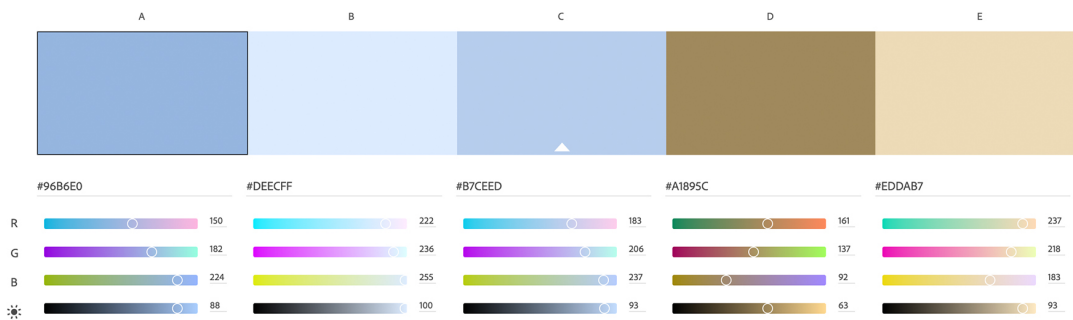 A B C D E
#96B6E0 #DEECFF #B7CEED #A1895C #EDDAB7
R 150 222 183 161 237
G 182 236 206 137 218
B 224 255 237 92 183
88 100 93 63 93